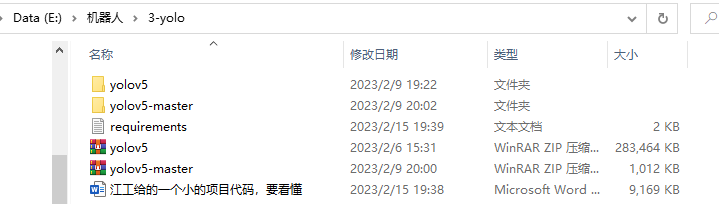 Data (E:) > 机器人 > 3-yolo
名称 修改日期 类型 大小
yolov5 2023/2/9 19:22 文件夹
yolov5-master 2023/2/9 20:02 文件夹
requirements 2023/2/15 19:39 文本文档 2 KB
yolov5 2023/2/6 15:31 WinRAR ZIP 压缩... 283,464 KB
yolov5-master 2023/2/9 20:00 WinRAR ZIP 压缩... 1,012 KB
江工给的一个小的项目代码，要看懂 2023/2/15 19:38 Microsoft Word ... 9,169 KB